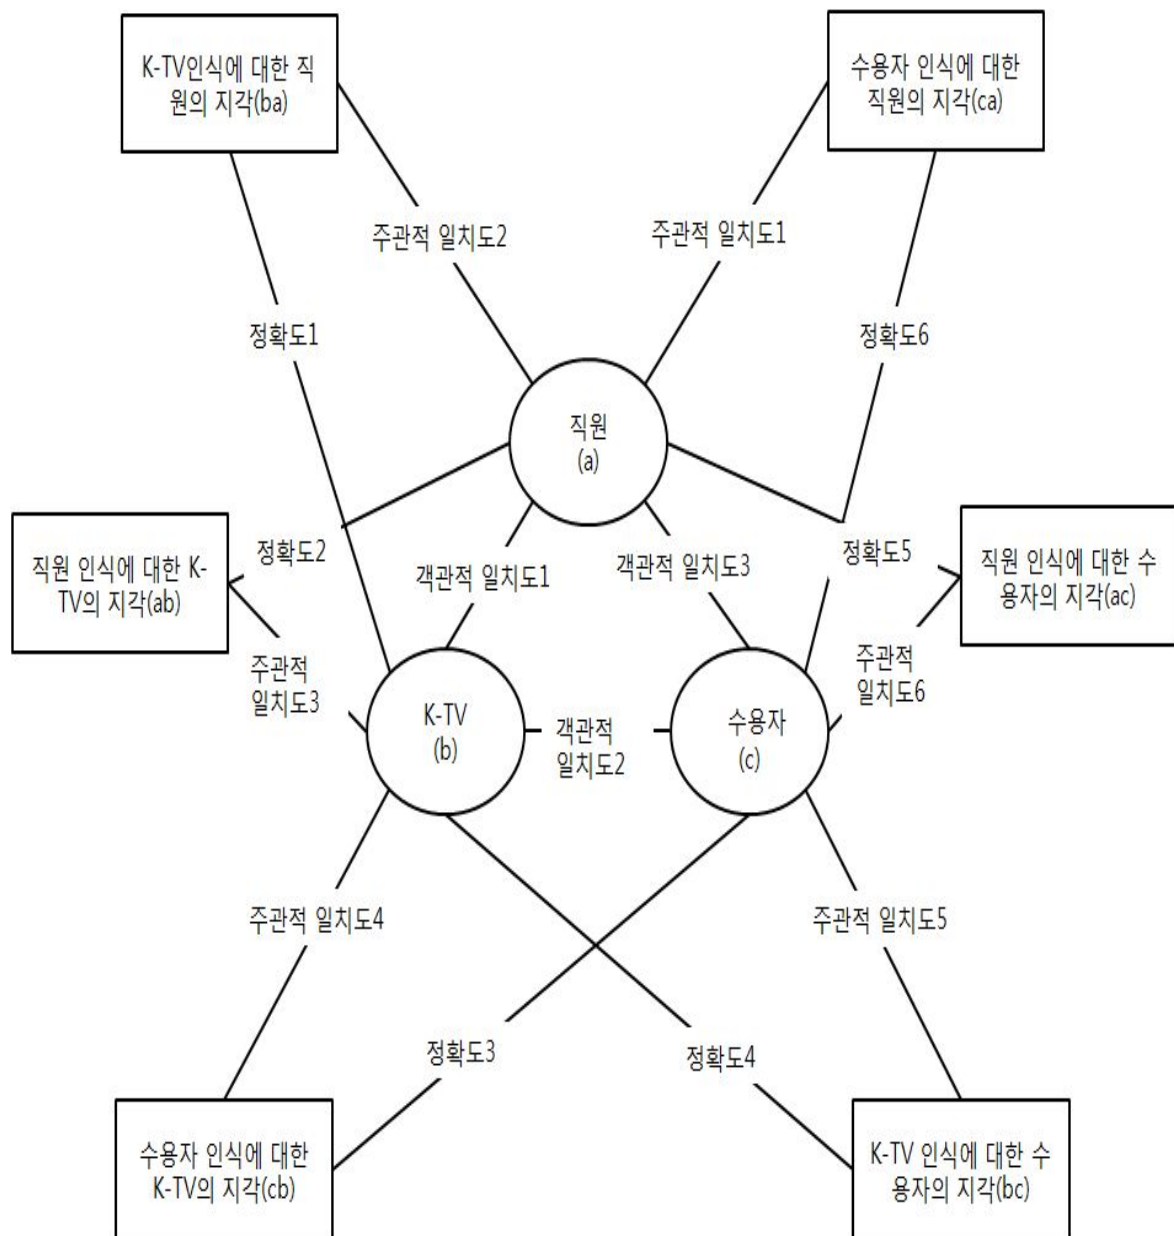 K-TV인식에 대한 직
원의 지각(ba)
수용자 인식에 대한
직원의 지각(ca)
주관적 일치도2
주관적 일치도1
정확도1
정확도6
직원
(a)
직원 인식에 대한 K-
TV의 지각(ab)
정확도2
객관적 일치도1
객관적 일치도3
정확도5
직원 인식에 대한 수
용자의 지각(ac)
주관적
일치도3
주관적
일치도6
K-TV
(b)
객관적
일치도2
수용자
(c)
주관적 일치도4
주관적 일치도5
정확도3
정확도4
수용자 인식에 대한
K-TV의 지각(cb)
K-TV 인식에 대한 수
용자의 지각(bc)